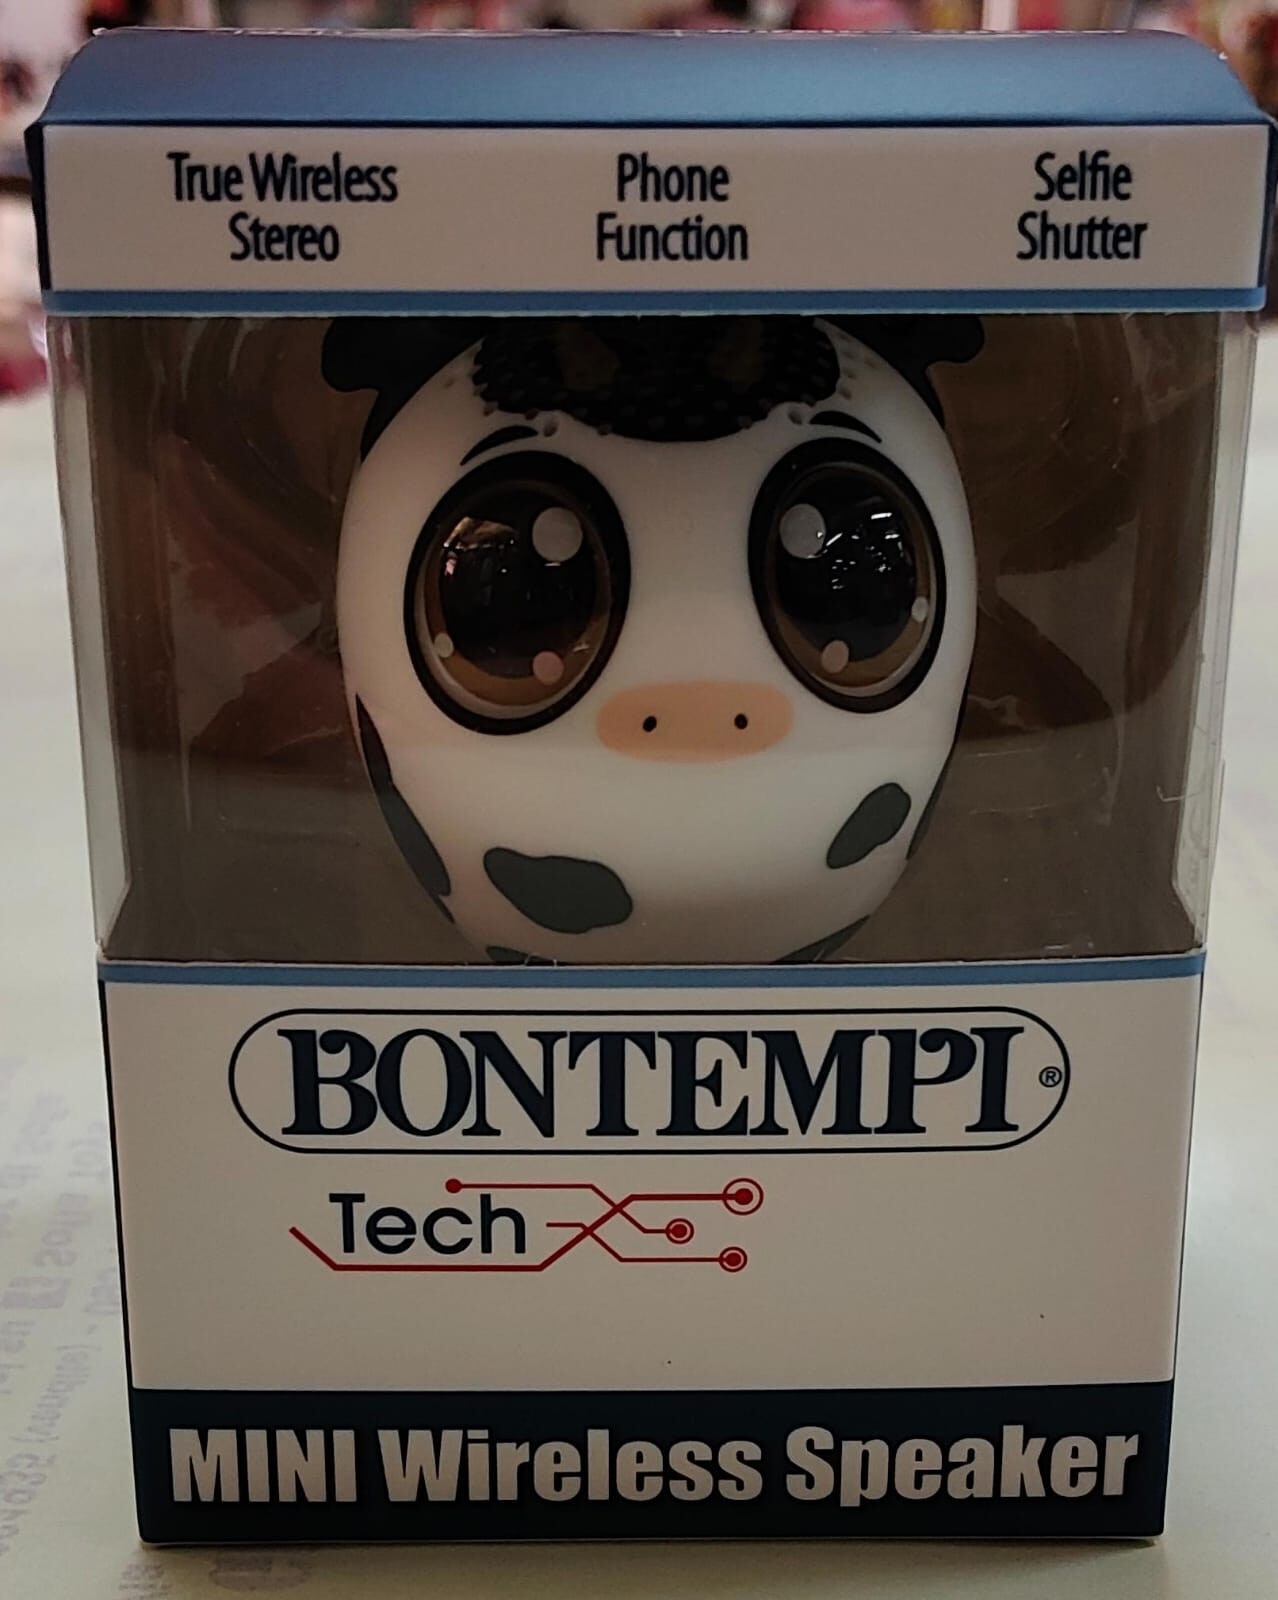 True Wireless
Stereo
Phone
Function
Selfie
Shutter
BONTEMPI®
Tech
MINI Wireless Speaker